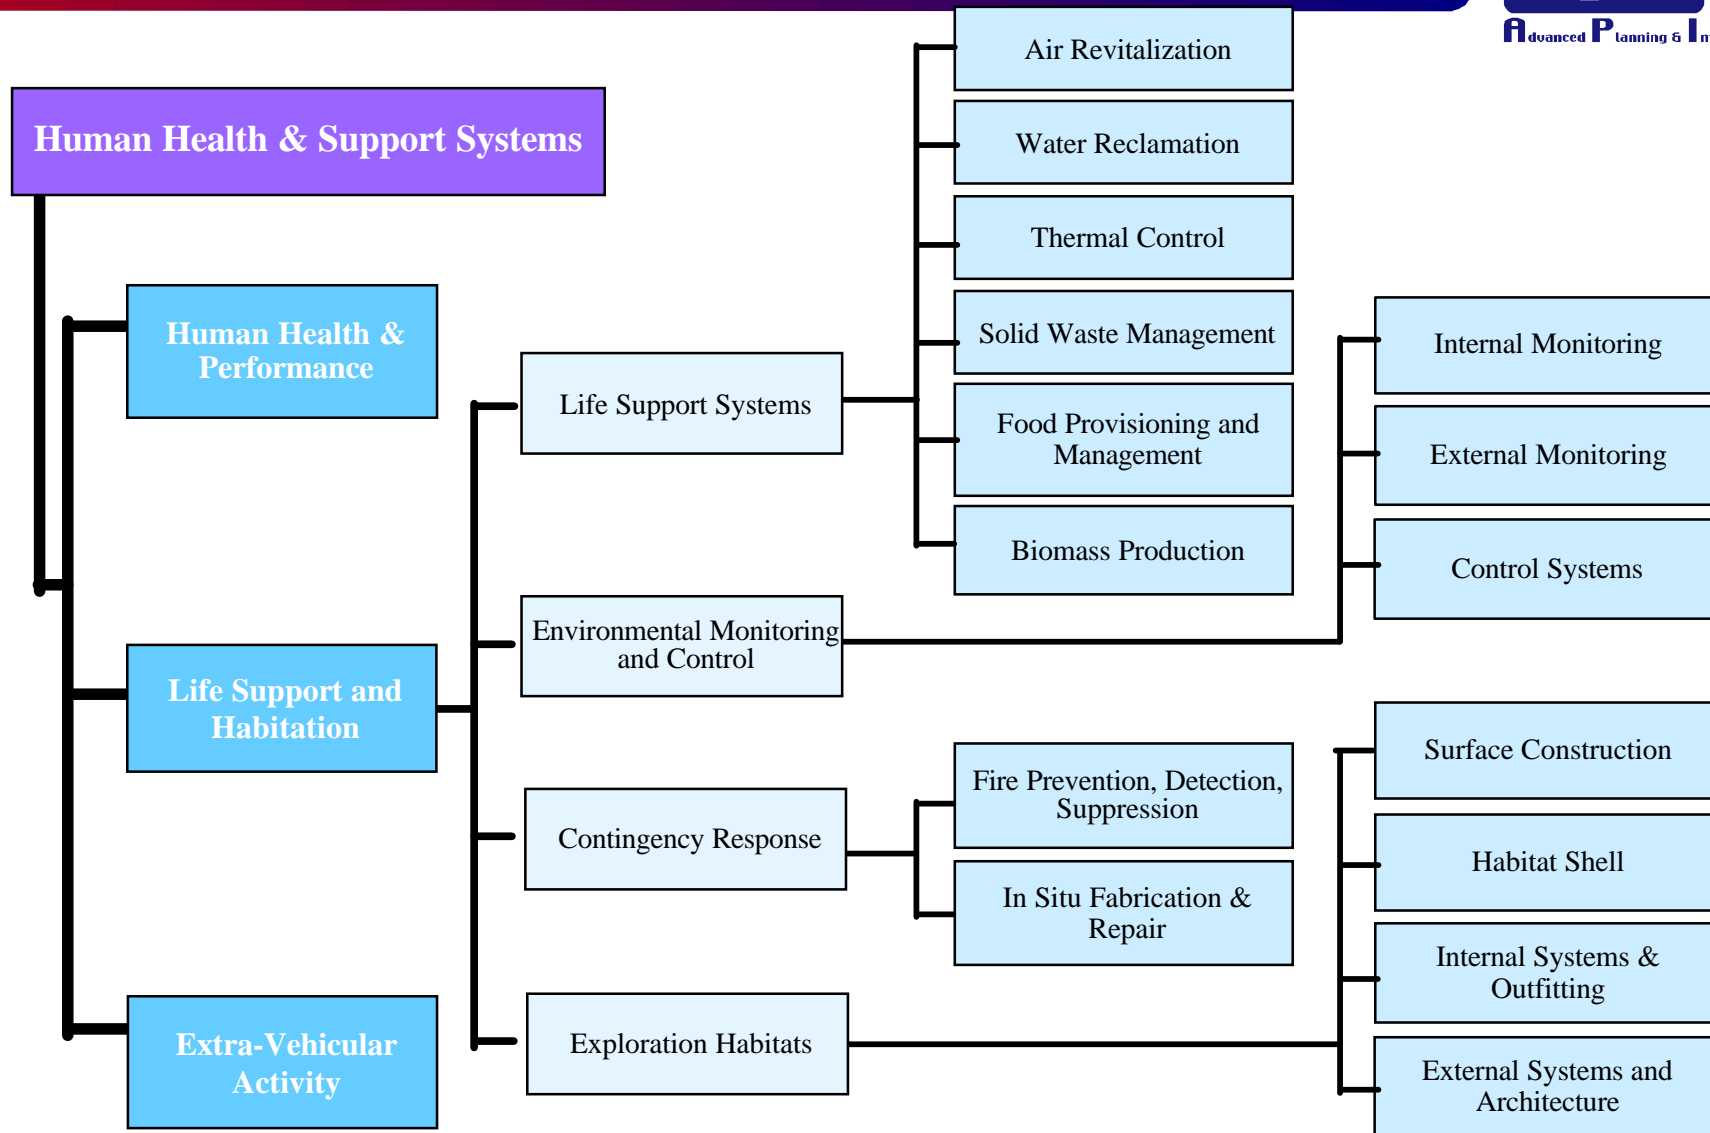 Advanced Planning &
Human Health & Support Systems
Human Health &
Performance
Life Support and
Habitation
Extra-Vehicular
Activity
Life Support Systems
Environmental Monitoring
and Control
Contingency Response
Exploration Habitats
Air Revitalization
Water Reclamation
Thermal Control
Solid Waste Management
Food Provisioning and
Management
Biomass Production
Fire Prevention, Detection,
Suppression
In Situ Fabrication &
Repair
Internal Monitoring
External Monitoring
Control Systems
Surface Construction
Habitat Shell
Internal Systems &
Outfitting
External Systems and
Architecture